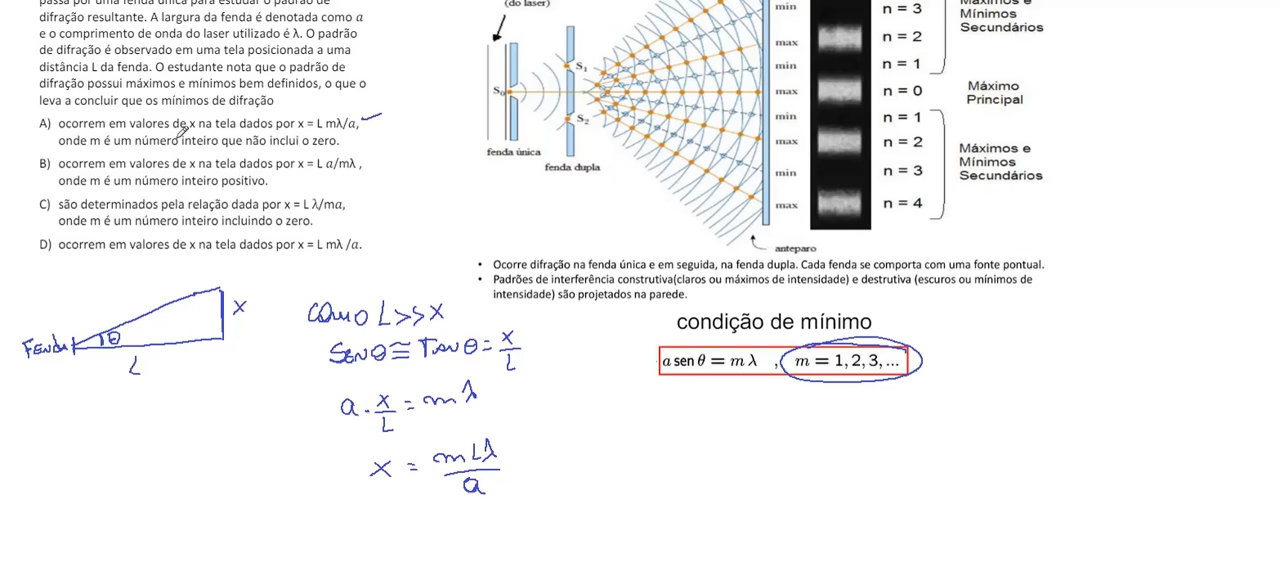 passa por uma fenda única para estudar o padrão de
difração resultante. A largura da fenda é denotada como a
e o comprimento de onda do laser utilizado é λ. O padrão
de difração é observado em uma tela posicionada a uma
distância L da fenda. O estudante nota que o padrão de
difração possui máximos e mínimos bem definidos, o que o
leva a concluir que os mínimos de difração
A) ocorrem em valores de x na tela dados por x = L mλ/a,
onde m é um número inteiro que não inclui o zero.
B) ocorrem em valores de x na tela dados por x = L a/mλ ,
onde m é um número inteiro positivo.
C) são determinados pela relação dada por x = L λ/ma,
onde m é um número inteiro incluindo o zero.
D) ocorrem em valores de x na tela dados por x = L mλ /a.
(do laser)
S₀
S₁
S₂
fenda única
fenda dupla
min
max
min
max
min
max
min
max
anteparo
n = 3
n = 2
n = 1
n = 0
n = 1
n = 2
n = 3
n = 4
Máximos e
Mínimos
Secundários
Máximo
Principal
Máximos e
Mínimos
Secundários
• Ocorre difração na fenda única e em seguida, na fenda dupla. Cada fenda se comporta com uma fonte pontual.
• Padrões de interferência construtiva(claros ou máximos de intensidade) e destrutiva (escuros ou mínimos de
intensidade) são projetados na parede.
condição de mínimo
a sen θ = m λ , m = 1, 2, 3, ...
FENDA
θ
X
L
COMO L>>X
SENθ ≅ TANθ = X/L
a . X/L = mλ
X = mLλ/a